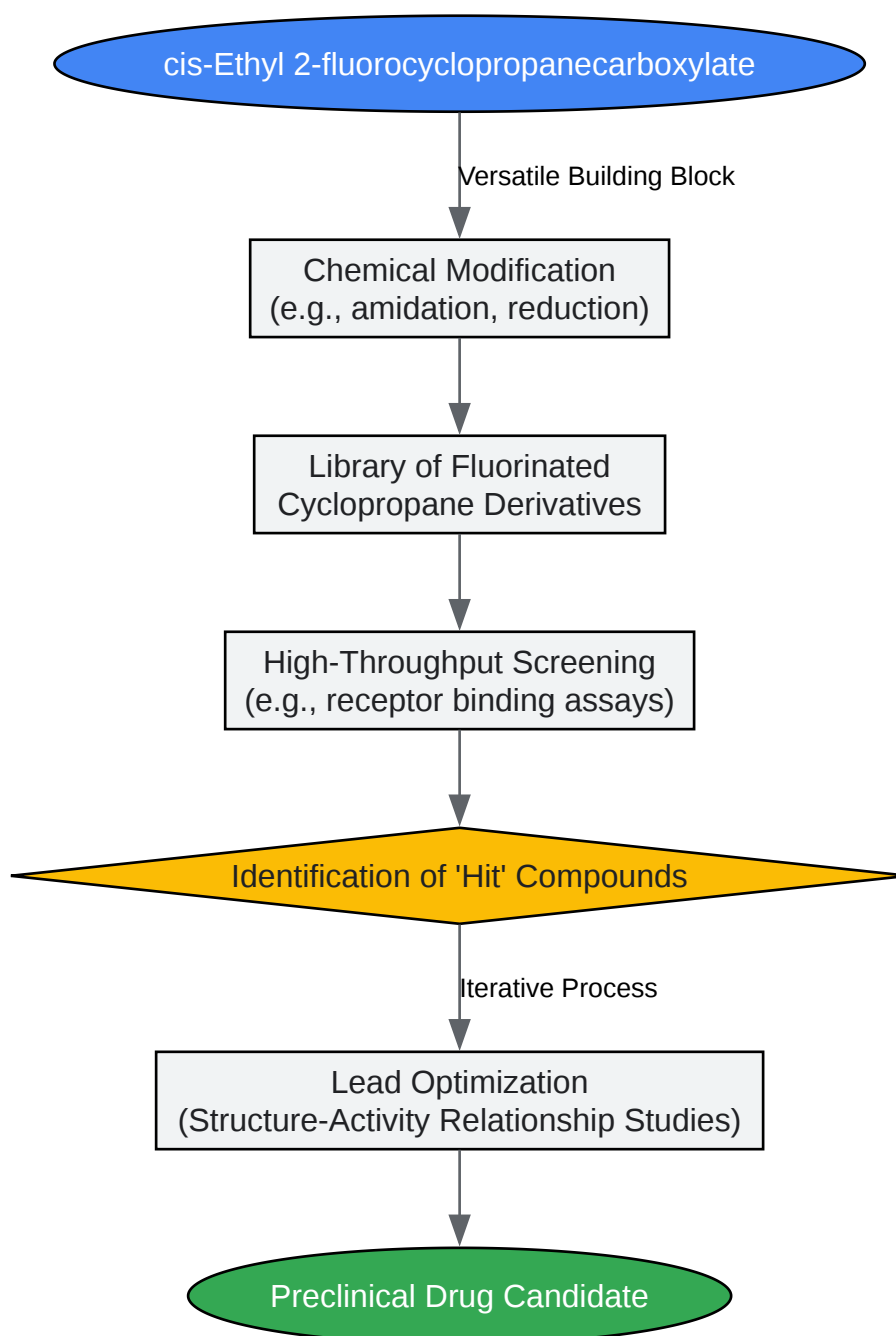 cis-Ethyl 2-fluorocyclopropanecarboxylate
Versatile Building Block
Chemical Modification
(e.g., amidation, reduction)
Library of Fluorinated
Cyclopropane Derivatives
High-Throughput Screening
(e.g., receptor binding assays)
Identification of 'Hit' Compounds
Iterative Process
Lead Optimization
(Structure-Activity Relationship Studies)
Preclinical Drug Candidate